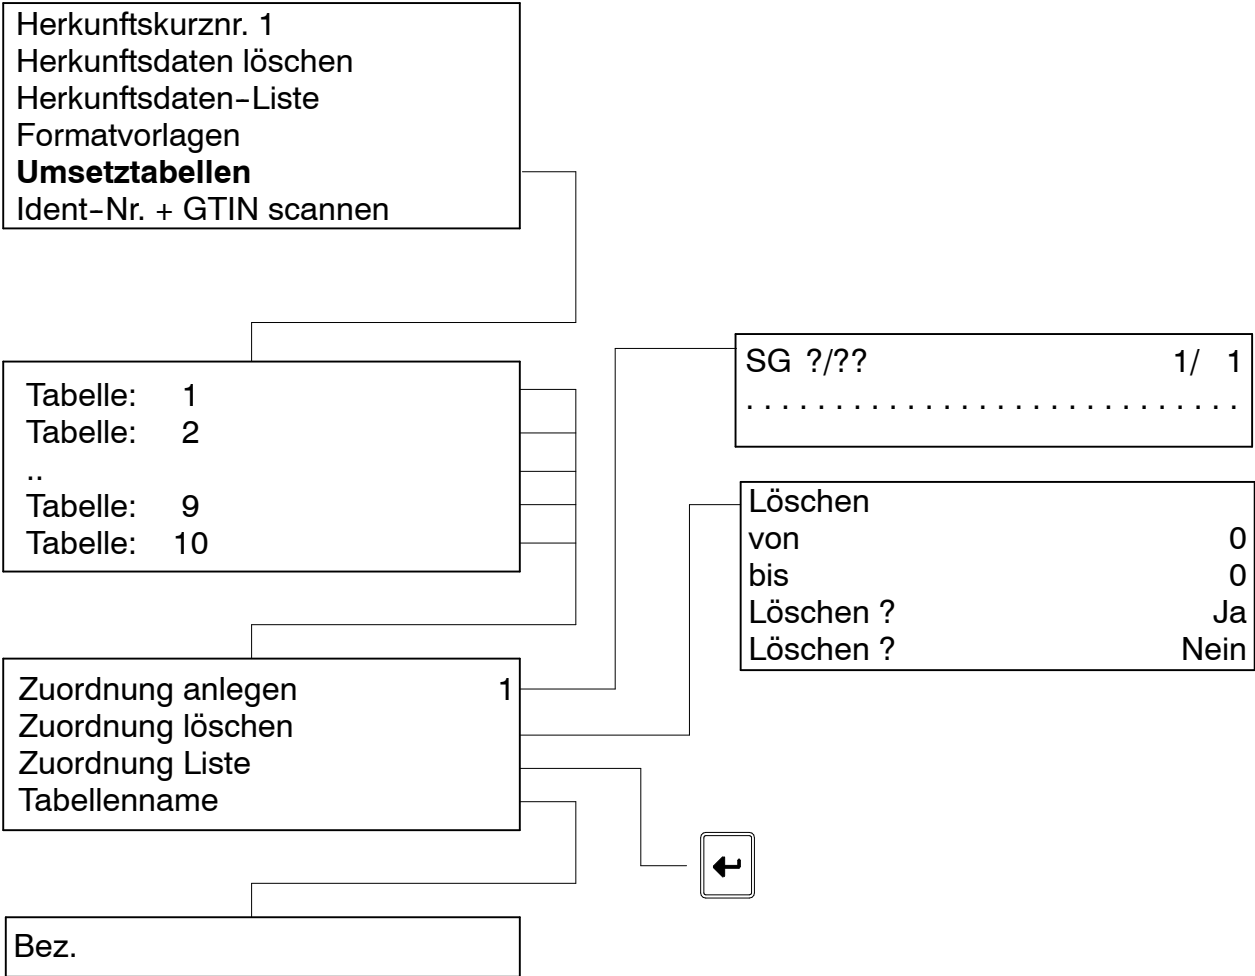 Herkunftskurznr. 1
Herkunftsdaten löschen
Herkunftsdaten-Liste
Formatvorlagen
Umsetztabellen
Ident-Nr. + GTIN scannen
Tabelle: 1
Tabelle: 2
..
Tabelle: 9
Tabelle: 10
SG ?/?? 1/ 1
. . . . . . . . . . . . . . . . . . . . . . . . . . . .
Löschen
von 0
bis 0
Löschen ? Ja
Löschen ? Nein
Zuordnung anlegen 1
Zuordnung löschen
Zuordnung Liste
Tabellenname
Bez.